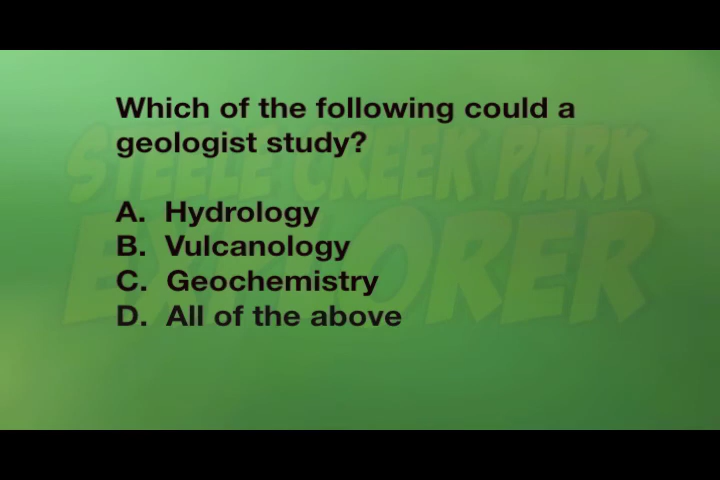 Which of the following could a
geologist study?
A. Hydrology
B. Vulcanology
C. Geochemistry
D. All of the above
STEELE CREEK PARK
EXPLORER